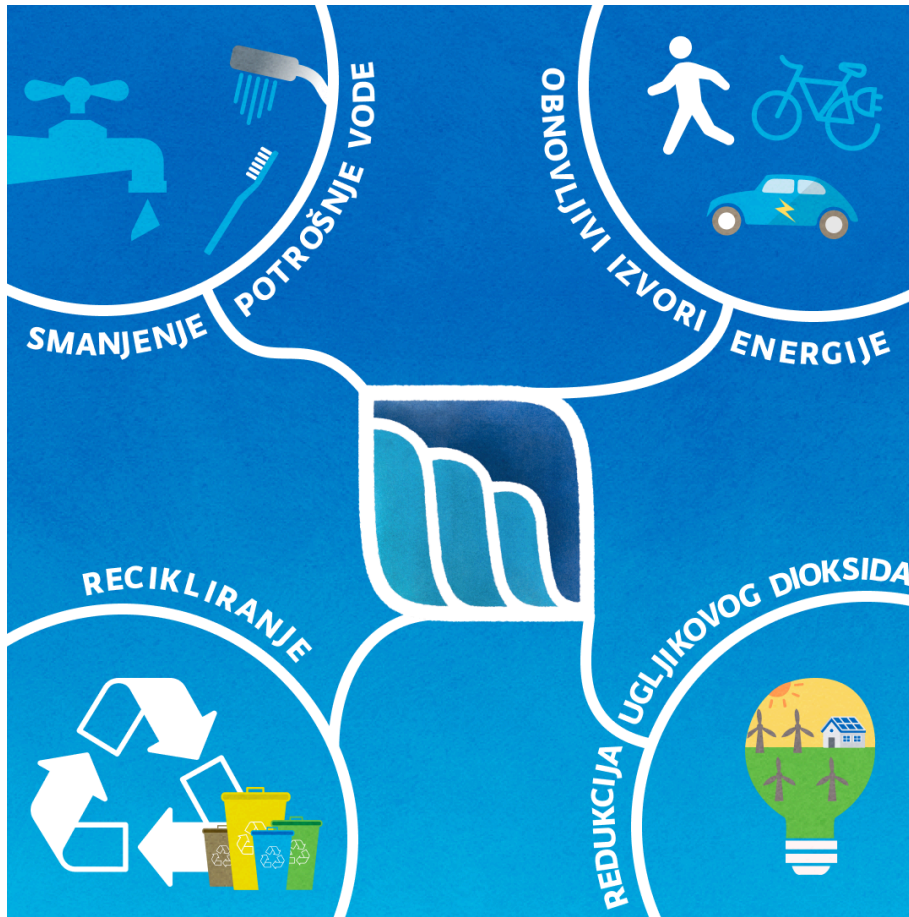 SMANJENJE POTROŠNJE VODE
OBNOVLJIVI IZVORI ENERGIJE
RECIKLIRANJE
REDUKCIJA UGLJIKOVOG DIOKSIDA